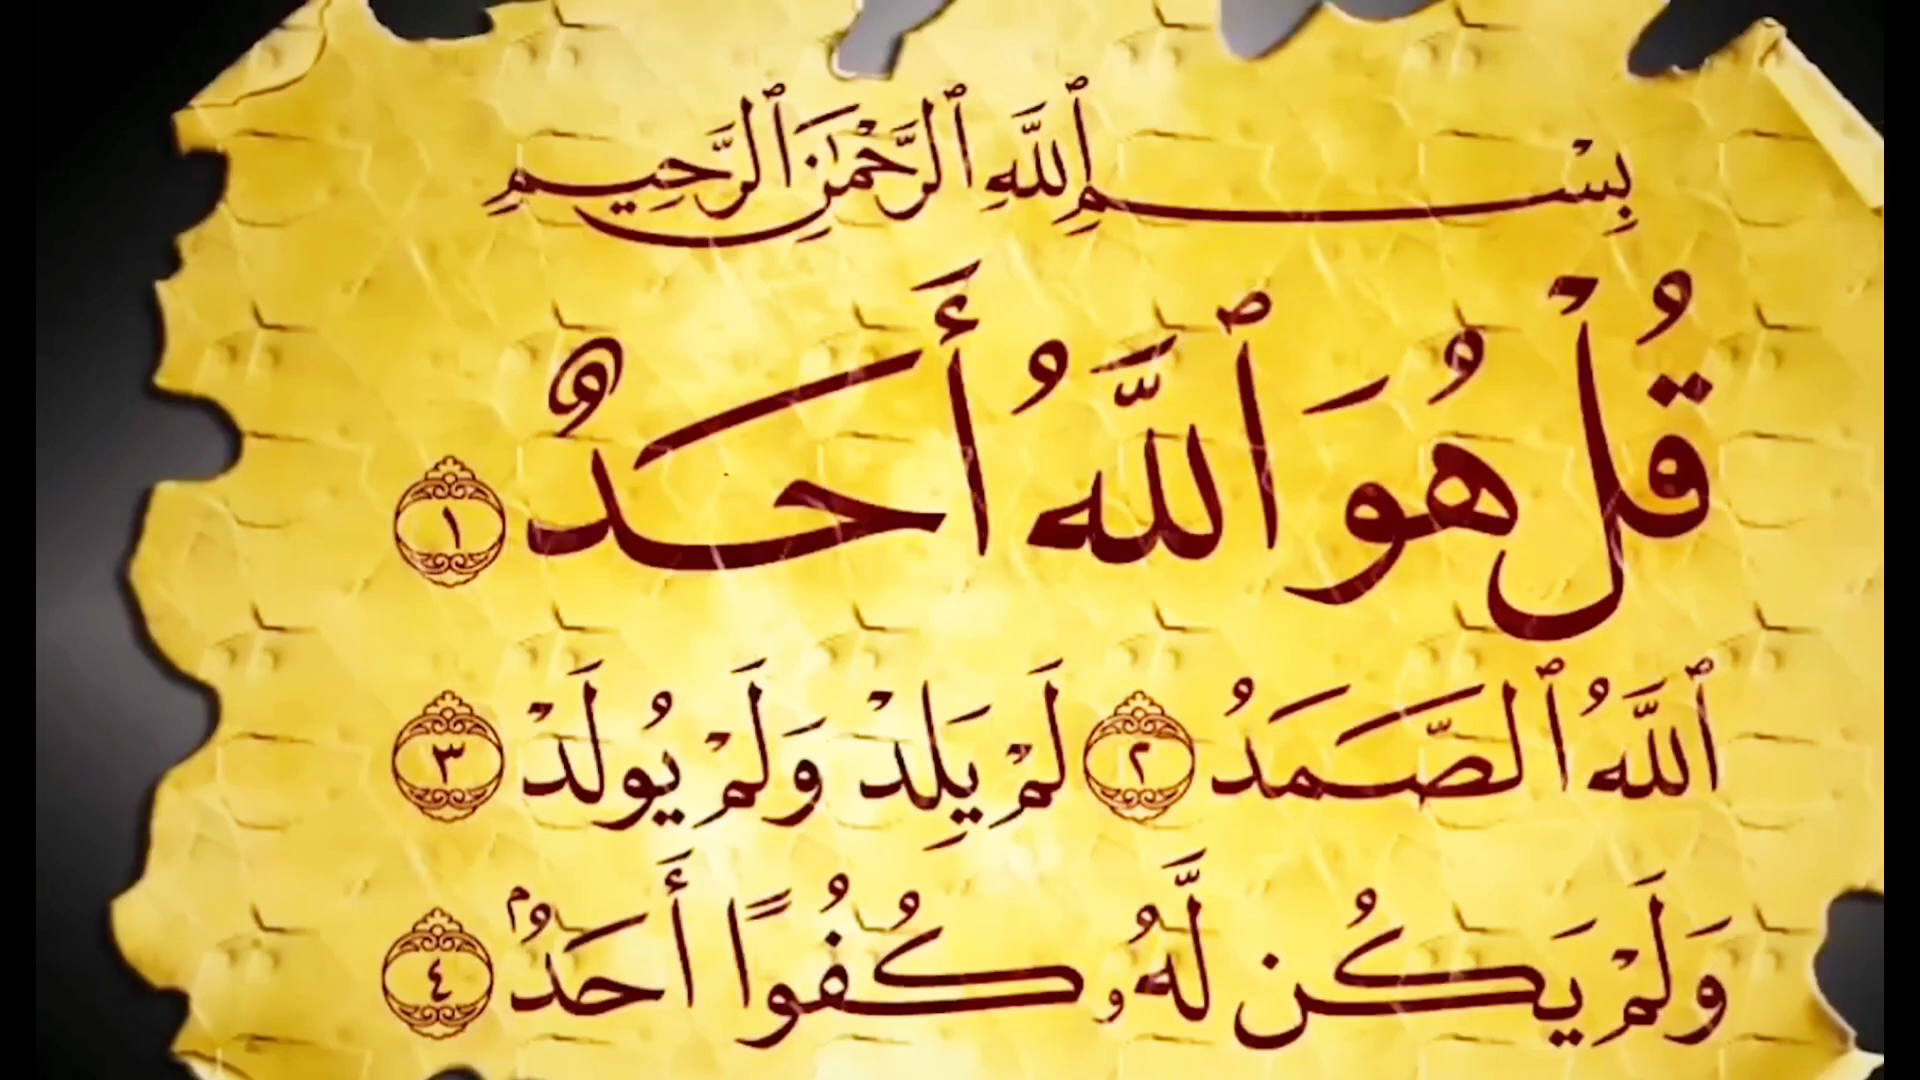 بِسْمِ ٱللَّهِ ٱلرَّحْمَٰنِ ٱلرَّحِيمِ
قُلْ هُوَ ٱللَّهُ أَحَدٌ ١
ٱللَّهُ ٱلصَّمَدُ ٢ لَمْ يَلِدْ وَلَمْ يُولَدْ ٣
وَلَمْ يَكُن لَّهُۥ كُفُوًا أَحَدٌۢ ٤